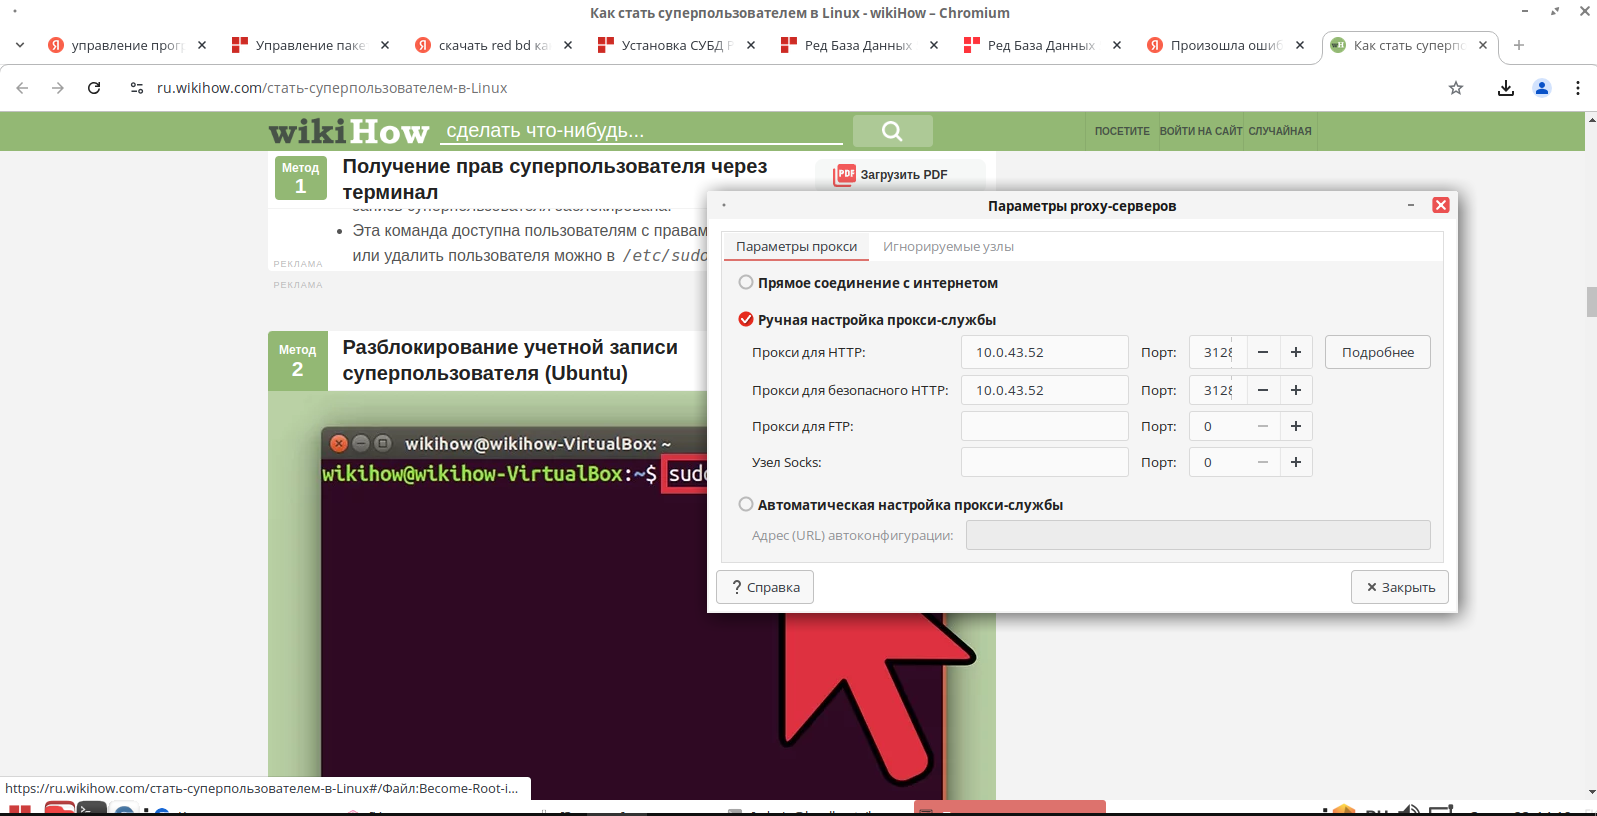 Как стать суперпользователем в Linux - wikiHow – Chromium
управление прог
Управление паке
скачать red bd ка
Установка СУБД Р
Ред База Данных
Ред База Данных
Произошла ошиб
Как стать суперпо
ru.wikihow.com/стать-суперпользователем-в-Linux
wikiHow
сделать что-нибудь...
ПОСЕТИТЕ
ВОЙТИ НА САЙТ
СЛУЧАЙНАЯ
Метод
1
Получение прав суперпользователя через
терминал
PDF
Загрузить PDF
запись суперпользователя заблокирована.
• Эта команда доступна пользователям с правам
или удалить пользователя можно в /etc/sudo
РЕКЛАМА
РЕКЛАМА
Метод
2
Разблокирование учетной записи
суперпользователя (Ubuntu)
wikihow@wikihow-VirtualBox: ~
wikihow@wikihow-VirtualBox:~$ sudo
Параметры proxy-серверов
Параметры прокси
Игнорируемые узлы
Прямое соединение с интернетом
Ручная настройка прокси-службы
Прокси для HTTP:
10.0.43.52
Порт:
3128
Подробнее
Прокси для безопасного HTTP:
10.0.43.52
Порт:
3128
Прокси для FTP:
Порт:
0
Узел Socks:
Порт:
0
Автоматическая настройка прокси-службы
Адрес (URL) автоконфигурации:
? Справка
Закрыть
https://ru.wikihow.com/стать-суперпользователем-в-Linux#/Файл:Become-Root-i...